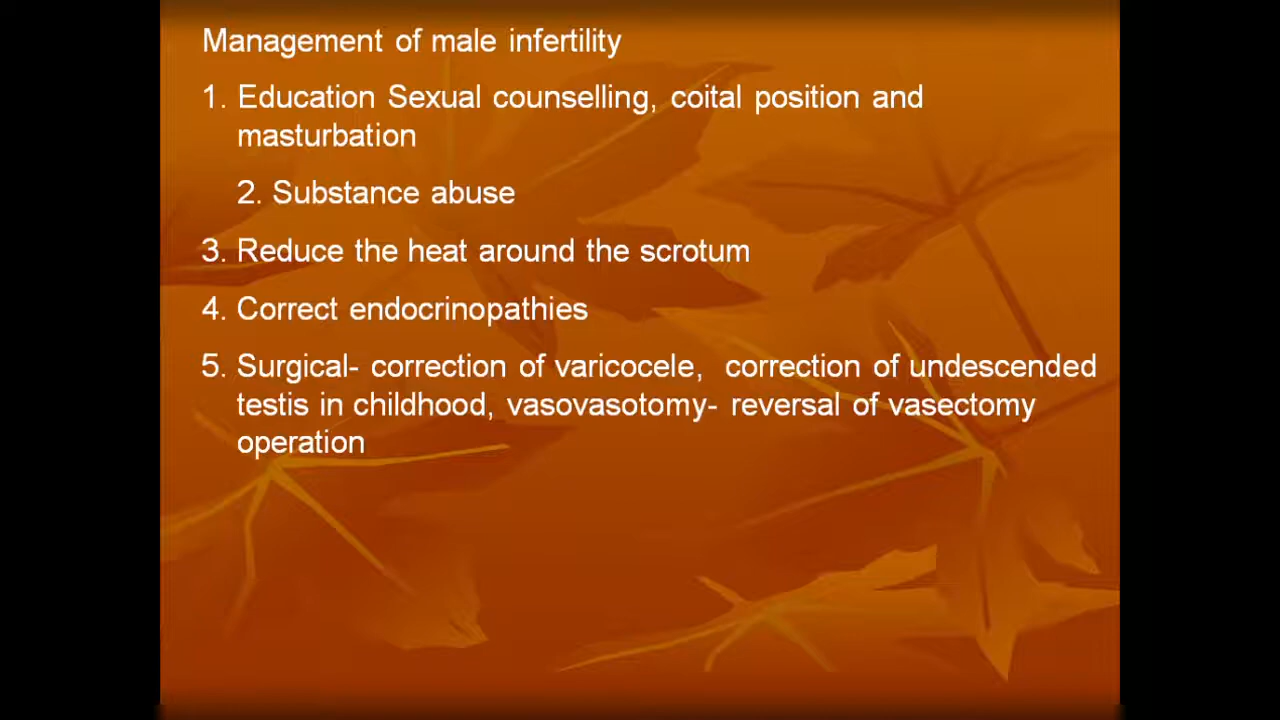 Management of male infertility
1. Education Sexual counselling, coital position and
masturbation
2. Substance abuse
3. Reduce the heat around the scrotum
4. Correct endocrinopathies
5. Surgical- correction of varicocele, correction of undescended
testis in childhood, vasovasotomy- reversal of vasectomy
operation